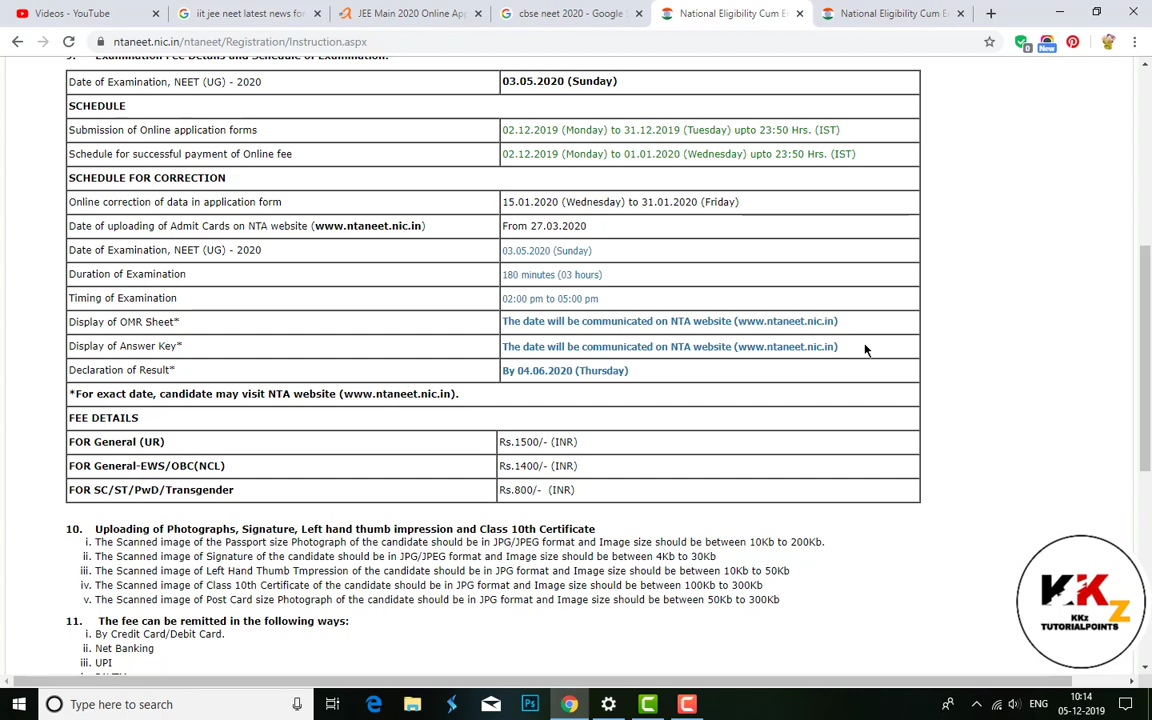 Videos - YouTube
iit jee neet latest news for
JEE Main 2020 Online App
cbse neet 2020 - Google S
National Eligibility Cum E
National Eligibility Cum E
ntaneet.nic.in/ntaneet/Registration/Instruction.aspx
0
New
9. Examination Fee Details and Schedule of Examination:
Date of Examination, NEET (UG) - 2020 03.05.2020 (Sunday)
SCHEDULE
Submission of Online application forms 02.12.2019 (Monday) to 31.12.2019 (Tuesday) upto 23:50 Hrs. (IST)
Schedule for successful payment of Online fee 02.12.2019 (Monday) to 01.01.2020 (Wednesday) upto 23:50 Hrs. (IST)
SCHEDULE FOR CORRECTION
Online correction of data in application form 15.01.2020 (Wednesday) to 31.01.2020 (Friday)
Date of uploading of Admit Cards on NTA website (www.ntaneet.nic.in) From 27.03.2020
Date of Examination, NEET (UG) - 2020 03.05.2020 (Sunday)
Duration of Examination 180 minutes (03 hours)
Timing of Examination 02:00 pm to 05:00 pm
Display of OMR Sheet* The date will be communicated on NTA website (www.ntaneet.nic.in)
Display of Answer Key* The date will be communicated on NTA website (www.ntaneet.nic.in)
Declaration of Result* By 04.06.2020 (Thursday)
*For exact date, candidate may visit NTA website (www.ntaneet.nic.in).
FEE DETAILS
FOR General (UR) Rs.1500/- (INR)
FOR General-EWS/OBC(NCL) Rs.1400/- (INR)
FOR SC/ST/PwD/Transgender Rs.800/- (INR)
10. Uploading of Photographs, Signature, Left hand thumb impression and Class 10th Certificate
i. The Scanned image of the Passport size Photograph of the candidate should be in JPG/JPEG format and Image size should be between 10Kb to 200Kb.
ii. The Scanned image of Signature of the candidate should be in JPG/JPEG format and Image size should be between 4Kb to 30Kb
iii. The Scanned image of Left Hand Thumb Tmpression of the candidate should be in JPG format and Image size should be between 10Kb to 50Kb
iv. The Scanned image of Class 10th Certificate of the candidate should be in JPG format and Image size should be between 100Kb to 300Kb
v. The Scanned image of Post Card size Photograph of the candidate should be in JPG format and Image size should be between 50Kb to 300Kb
11. The fee can be remitted in the following ways:
i. By Credit Card/Debit Card.
ii. Net Banking
iii. UPI
KKz
KKz
TUTORIALPOINTS
Type here to search
Ps
ENG
10:14
05-12-2019